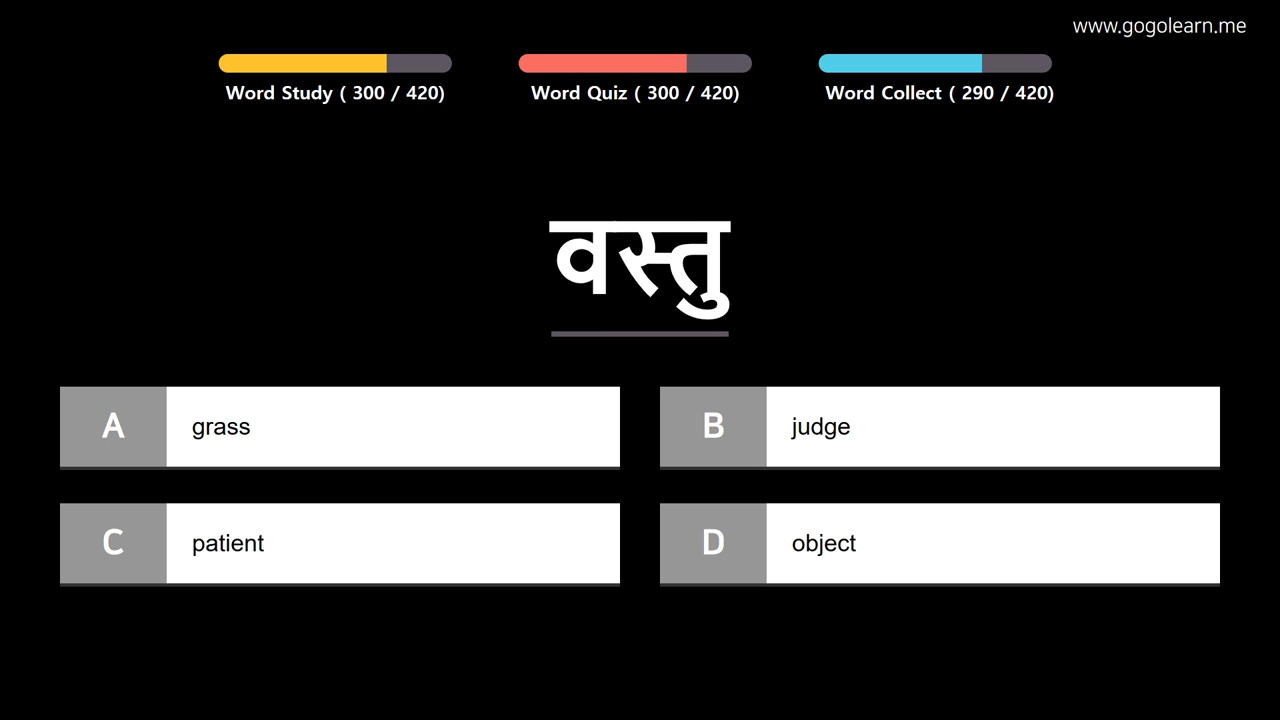 www.gogolearn.me
Word Study ( 300 / 420)
Word Quiz ( 300 / 420)
Word Collect ( 290 / 420)
वस्तु
A grass
B judge
C patient
D object